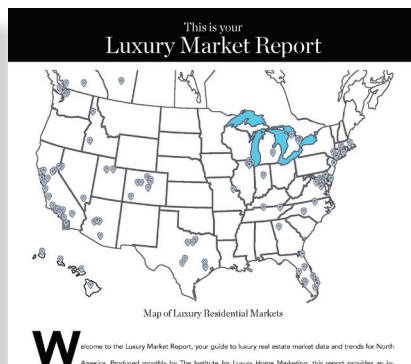 This is your
Luxury Market Report
Map of Luxury Residential Markets
Welcome to the Luxury Market Report, your guide to luxury real estate market data and trends for North
America. Produced monthly by The Institute for Luxury Home Marketing, this report provides an in-